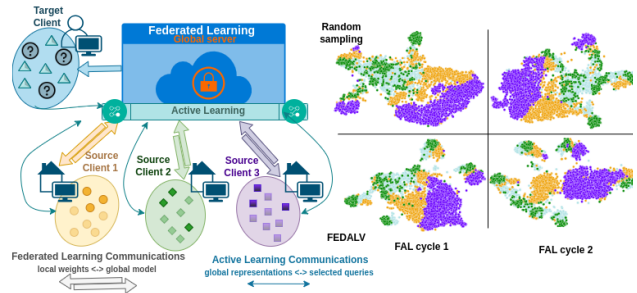 Target
Client
? ? ?
Federated Learning
Global server
Active Learning
Source
Client 1
Source
Client 2
Source
Client 3
Federated Learning Communications
local weights <-> global model
Active Learning Communications
global representations <-> selected queries
Random
sampling
FEDALV
FAL cycle 1
FAL cycle 2